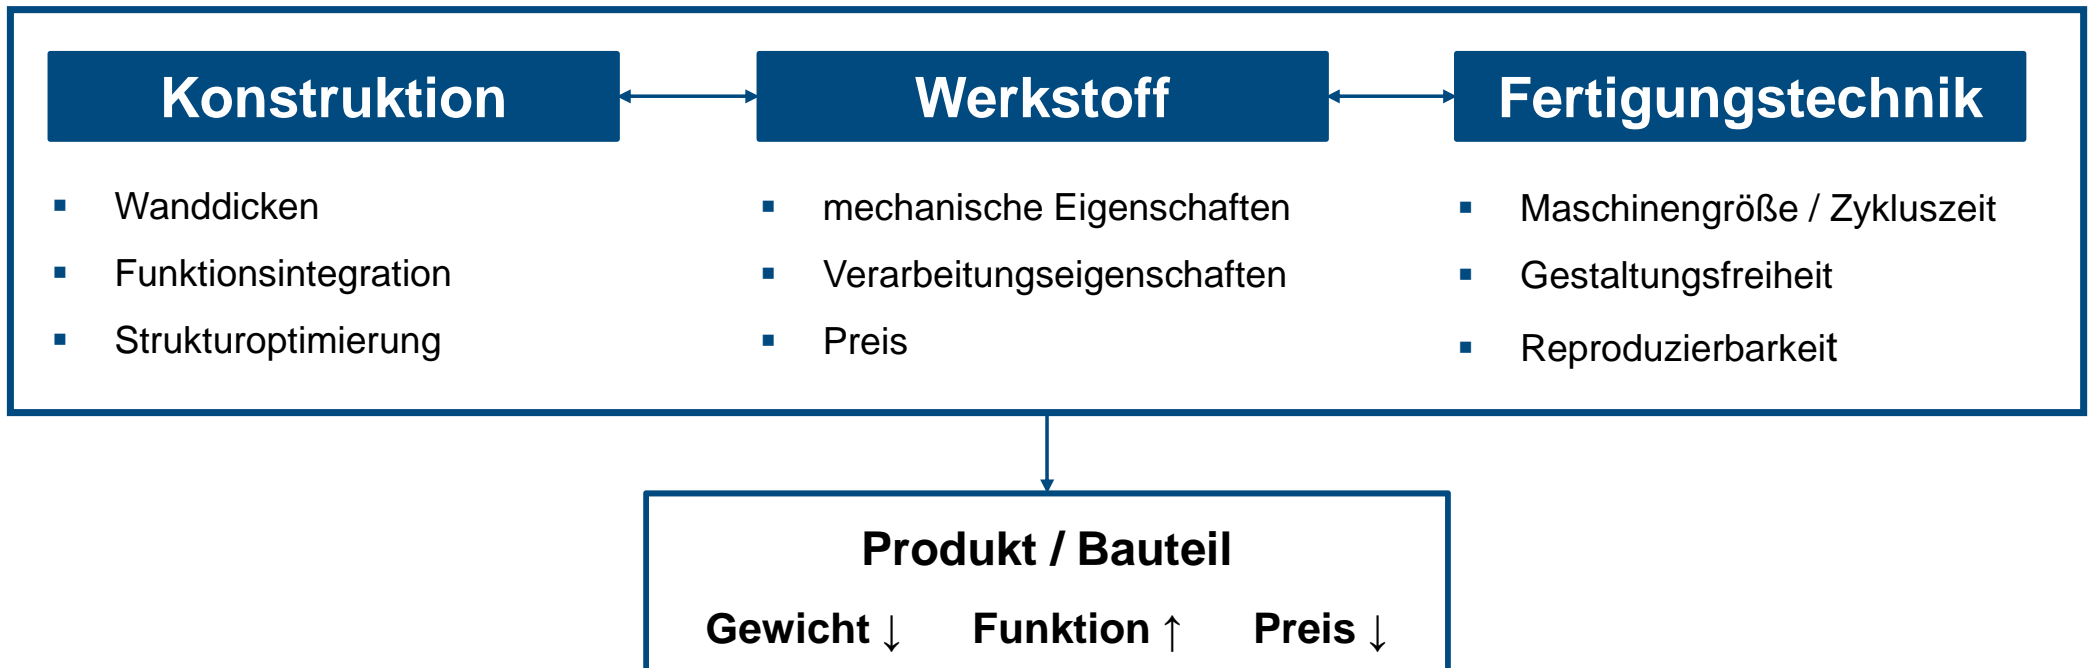 Konstruktion
Werkstoff
Fertigungstechnik
▪ Wanddicken
▪ Funktionsintegration
▪ Strukturoptimierung
▪ mechanische Eigenschaften
▪ Verarbeitungseigenschaften
▪ Preis
▪ Maschinengröße / Zykluszeit
▪ Gestaltungsfreiheit
▪ Reproduzierbarkeit
Produkt / Bauteil
Gewicht ↓ Funktion ↑ Preis ↓